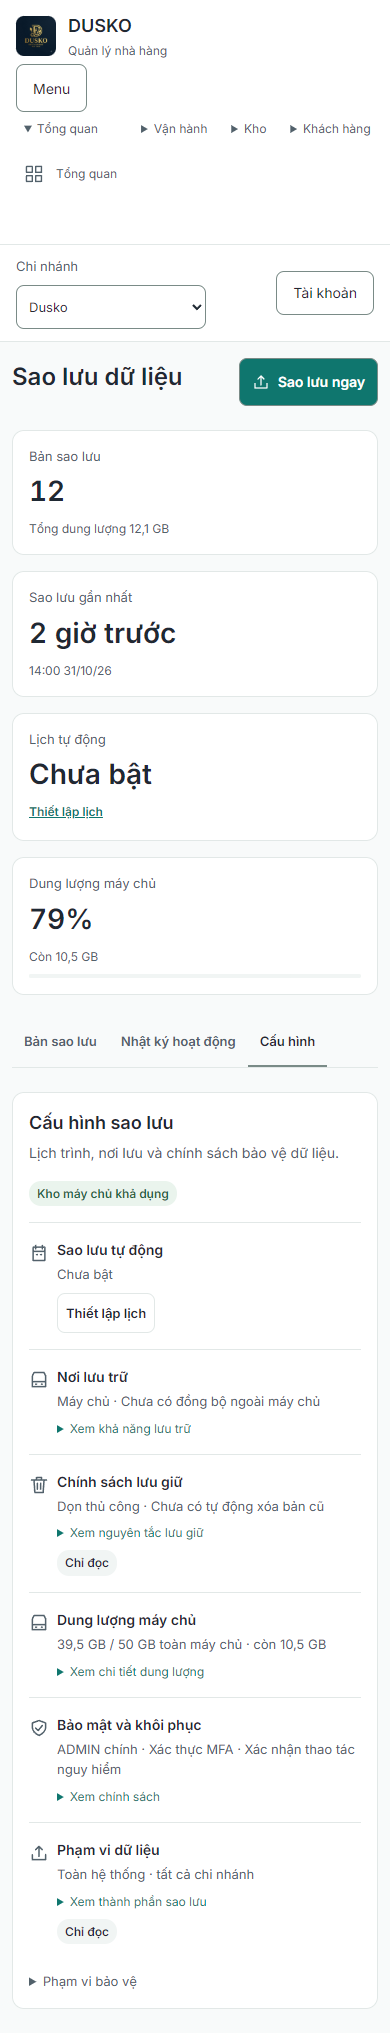 DUSKO
DUSKO
Quản lý nhà hàng
Menu
Tổng quan
Vận hành
Kho
Khách hàng
Tổng quan
Chi nhánh
Dusko
Tài khoản
Sao lưu dữ liệu
Sao lưu ngay
Bản sao lưu
12
Tổng dung lượng 12,1 GB
Sao lưu gần nhất
2 giờ trước
14:00 31/10/26
Lịch tự động
Chưa bật
Thiết lập lịch
Dung lượng máy chủ
79%
Còn 10,5 GB
Bản sao lưu
Nhật ký hoạt động
Cấu hình
Cấu hình sao lưu
Lịch trình, nơi lưu và chính sách bảo vệ dữ liệu.
Kho máy chủ khả dụng
Sao lưu tự động
Chưa bật
Thiết lập lịch
Nơi lưu trữ
Máy chủ · Chưa có đồng bộ ngoài máy chủ
Xem khả năng lưu trữ
Chính sách lưu giữ
Dọn thủ công · Chưa có tự động xóa bản cũ
Xem nguyên tắc lưu giữ
Chỉ đọc
Dung lượng máy chủ
39,5 GB / 50 GB toàn máy chủ · còn 10,5 GB
Xem chi tiết dung lượng
Bảo mật và khôi phục
ADMIN chính · Xác thực MFA · Xác nhận thao tác
nguy hiểm
Xem chính sách
Phạm vi dữ liệu
Toàn hệ thống · tất cả chi nhánh
Xem thành phần sao lưu
Chỉ đọc
Phạm vi bảo vệ